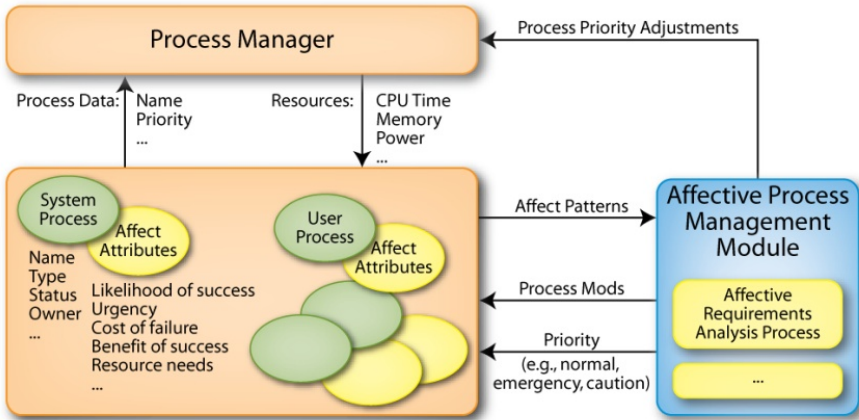 Process Manager
Process Priority Adjustments
Process Data:
Name
Priority
...
Resources:
CPU Time
Memory
Power
...
System
Process
Affect
Attributes
Name
Type
Status
Owner
...
Likelihood of success
Urgency
Cost of failure
Benefit of success
Resource needs
...
User
Process
Affect
Attributes
Affect Patterns
Process Mods
Priority
(e.g., normal,
emergency, caution)
Affective Process
Management
Module
Affective
Requirements
Analysis Process
...